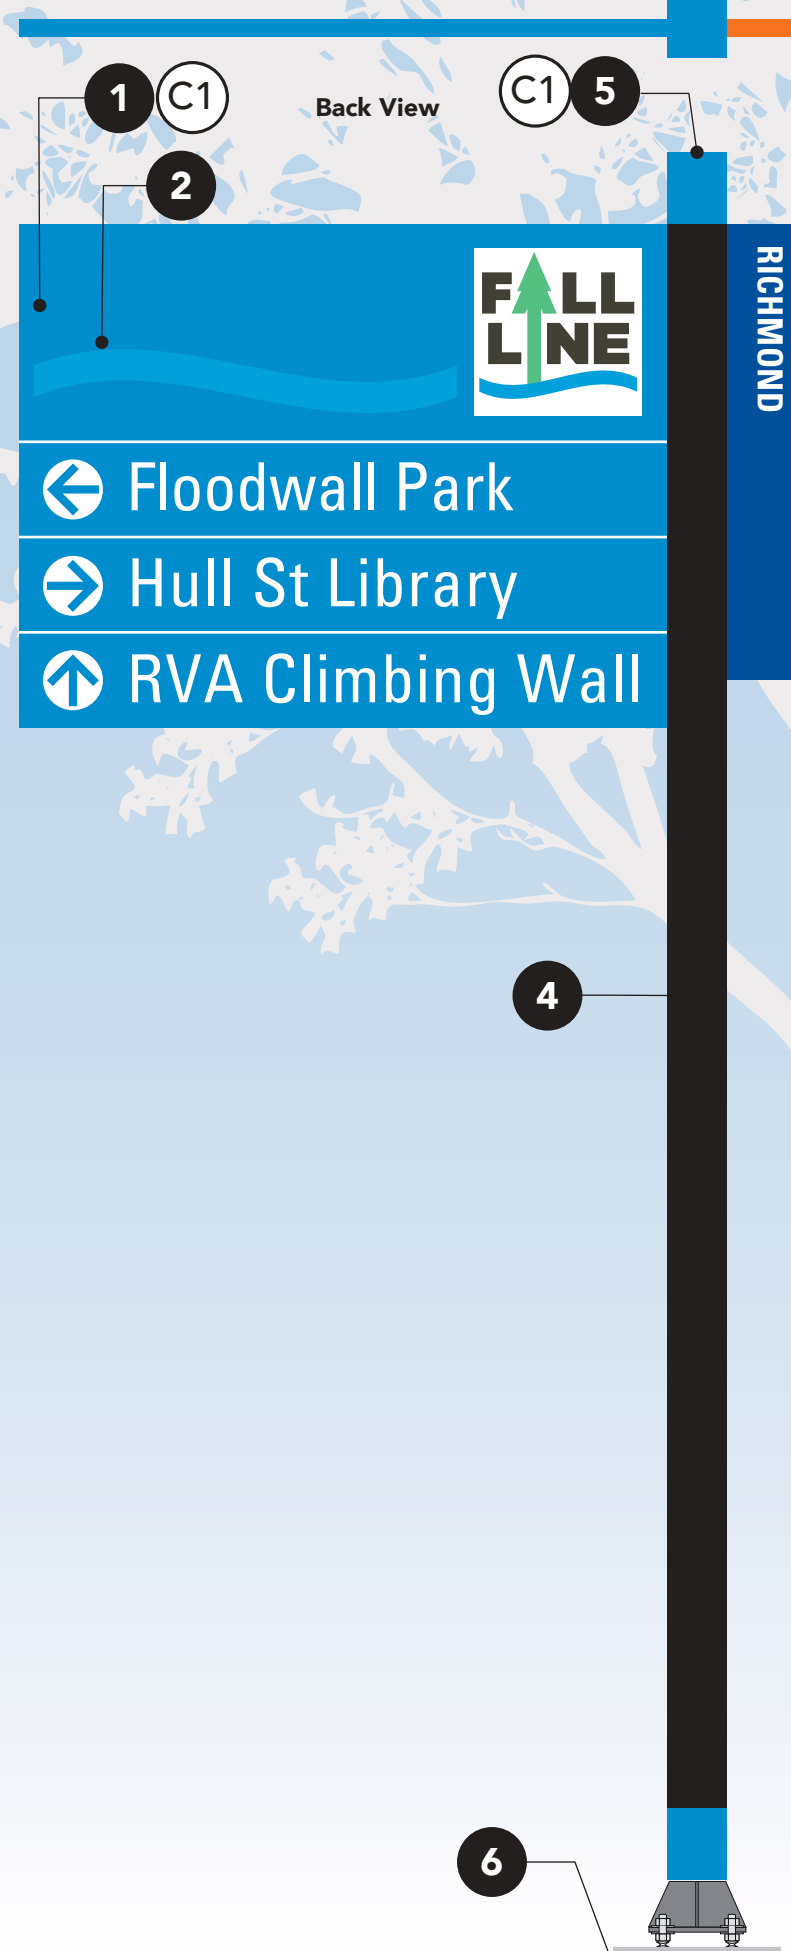 1 C1
Back View
C1 5
2
FALL
LINE
RICHMOND
Floodwall Park
Hull St Library
RVA Climbing Wall
4
6